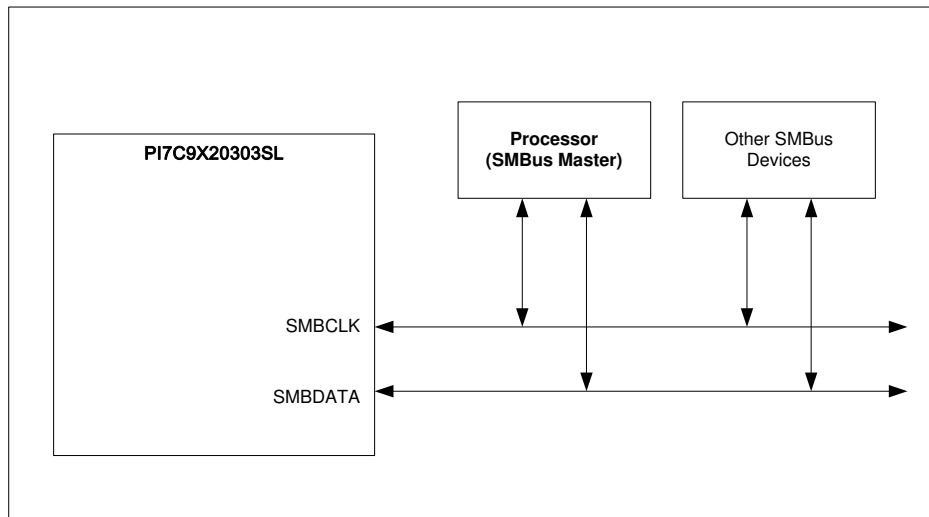 PI7C9X20303SL
Processor
(SMBus Master)
Other SMBus
Devices
SMBCLK
SMBDATA